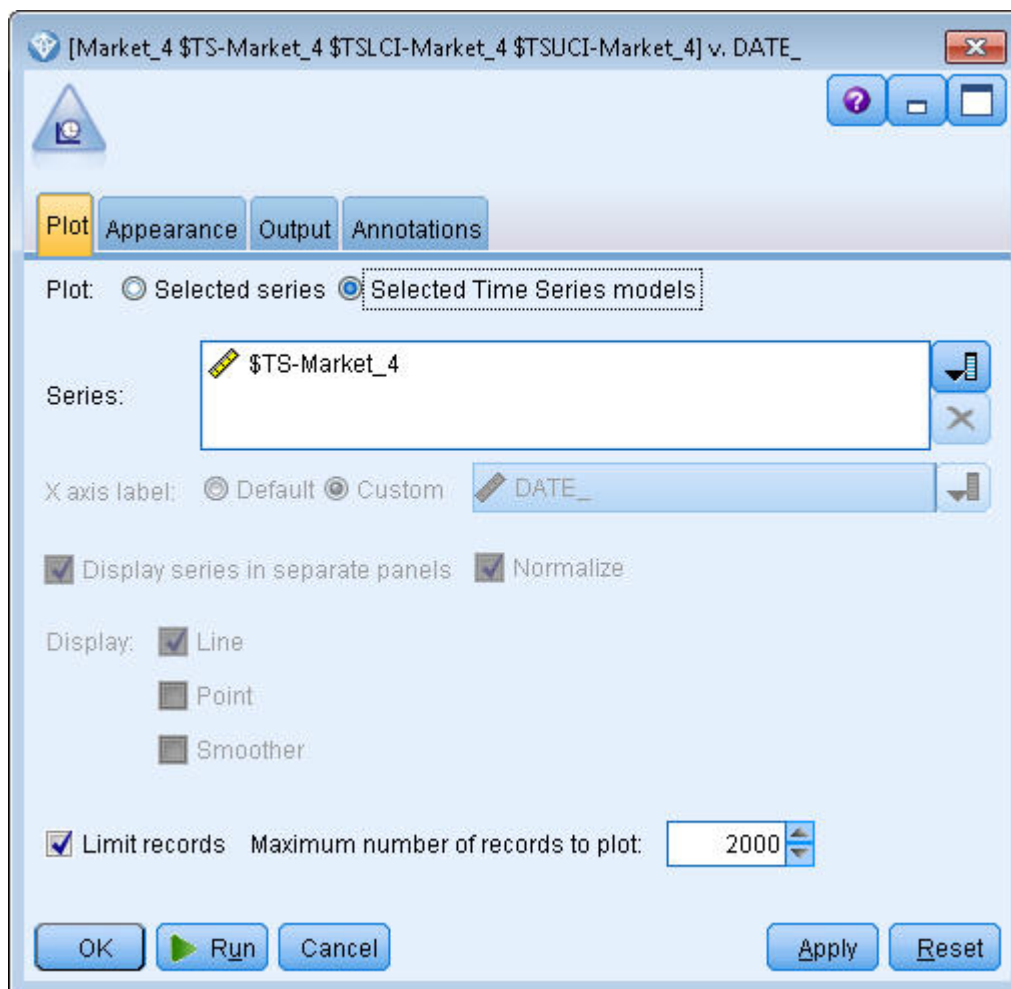 [Market_4 $TS-Market_4 $TSLCI-Market_4 $TSUCI-Market_4] v. DATE_
Plot Appearance Output Annotations
Plot: Selected series Selected Time Series models
Series: $TS-Market_4
X axis label: Default Custom DATE_
Display series in separate panels Normalize
Display: Line
Point
Smoother
Limit records Maximum number of records to plot: 2000
OK Run Cancel Apply Reset